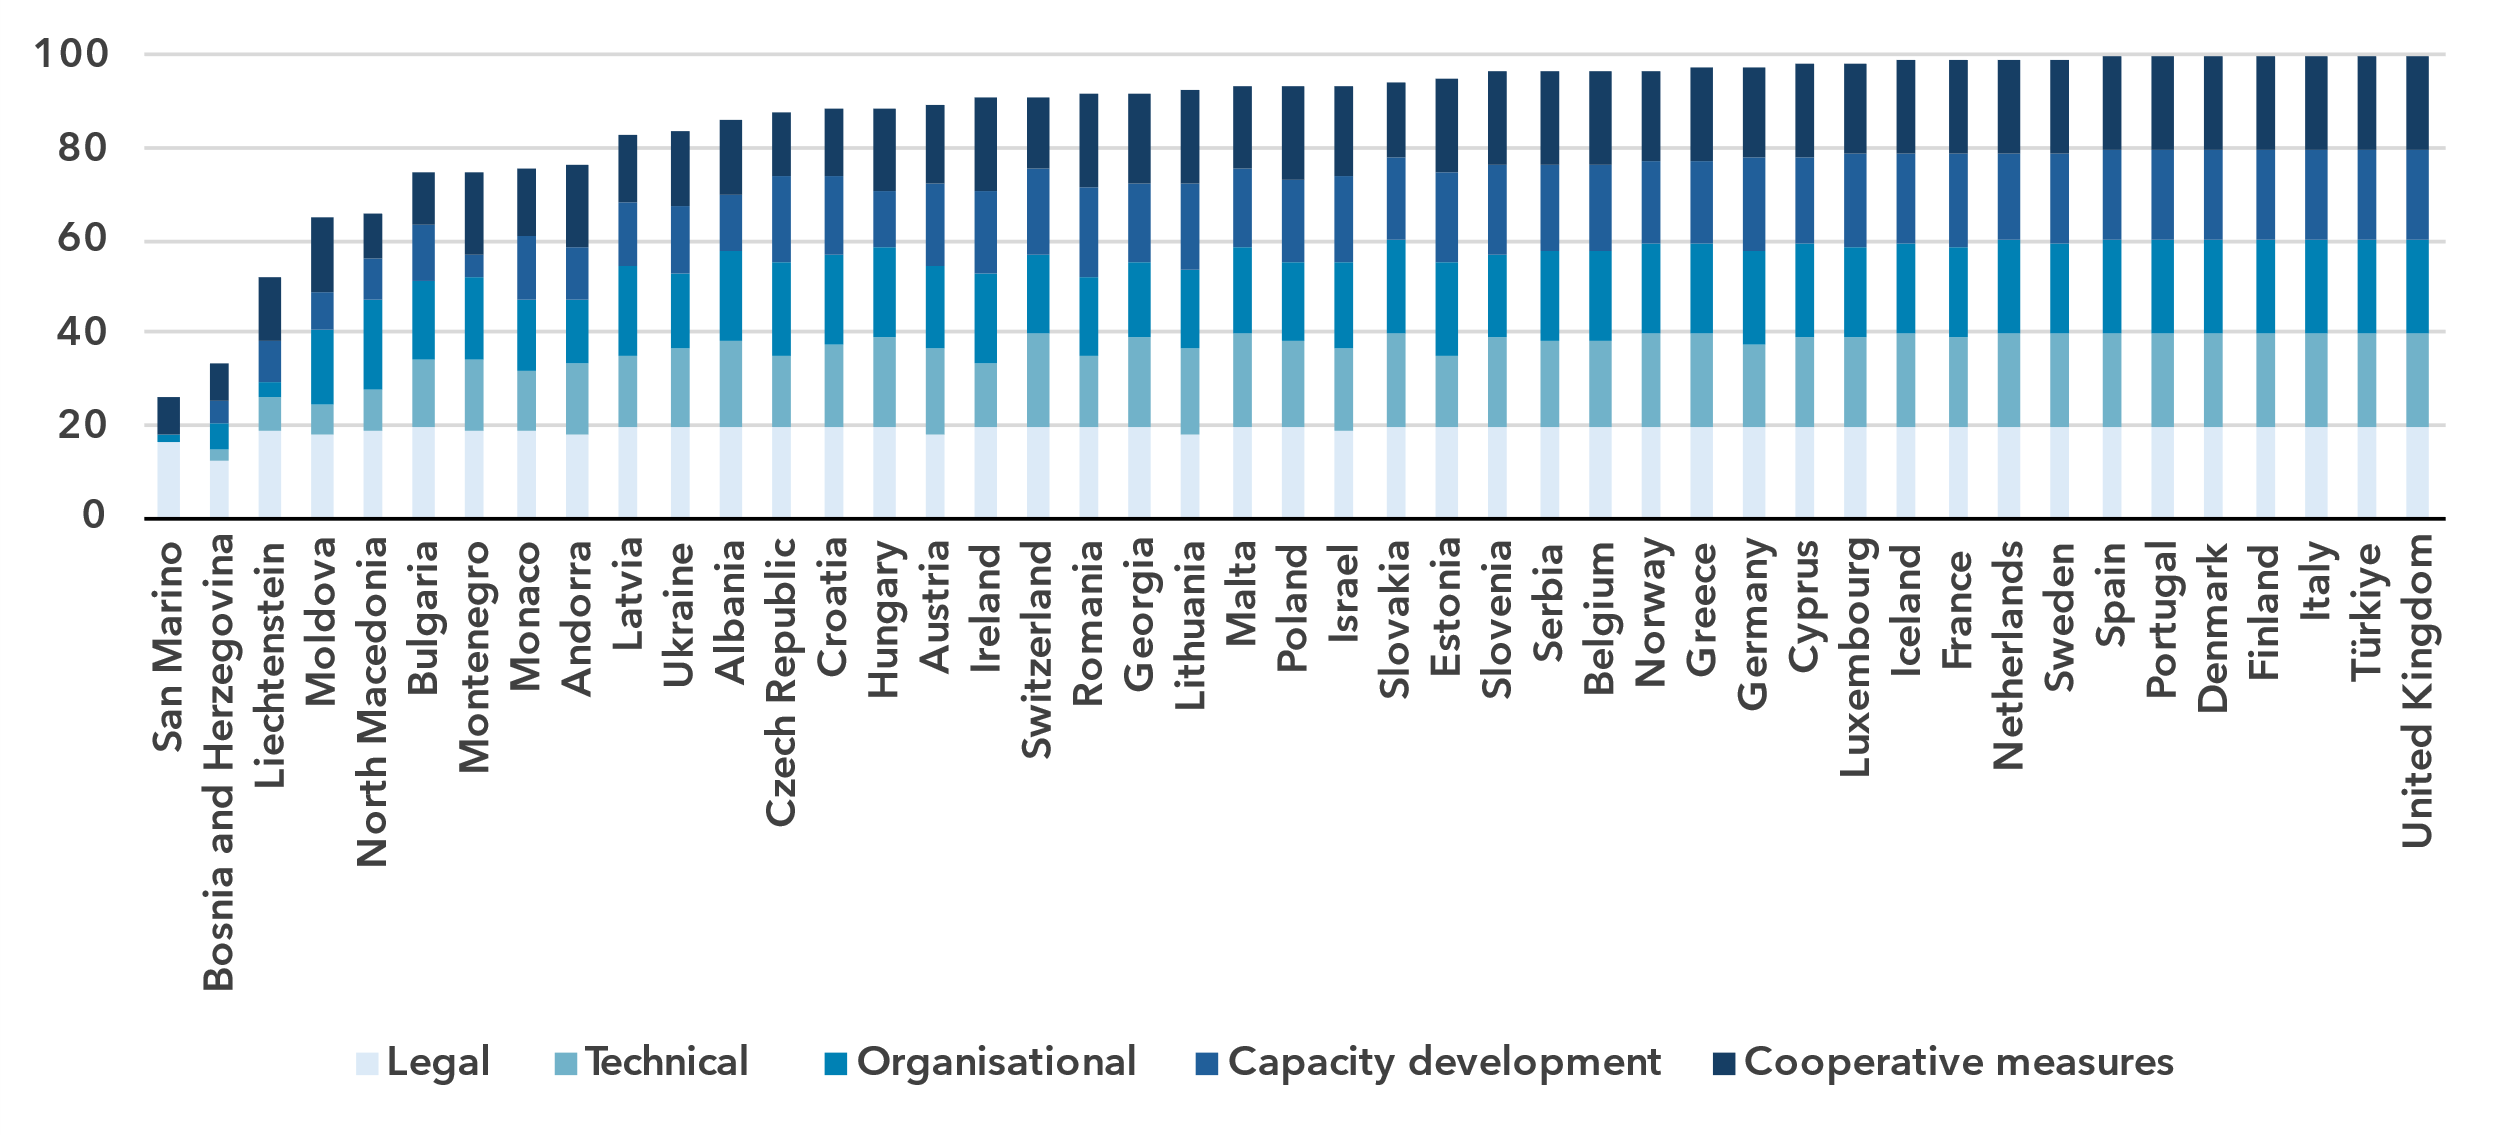 100
80
60
40
20
0
San Marino
Bosnia and Herzegovina
Liechtenstein
Moldova
North Macedonia
Bulgaria
Montenegro
Monaco
Andorra
Latvia
Ukraine
Albania
Czech Republic
Croatia
Hungary
Austria
Ireland
Switzerland
Romania
Georgia
Lithuania
Malta
Poland
Israel
Slovakia
Estonia
Slovenia
Serbia
Belgium
Norway
Greece
Germany
Cyprus
Luxembourg
Iceland
France
Netherlands
Sweden
Spain
Portugal
Denmark
Finland
Italy
Türkiye
United Kingdom
Legal Technical Organisational Capacity development Cooperative measures